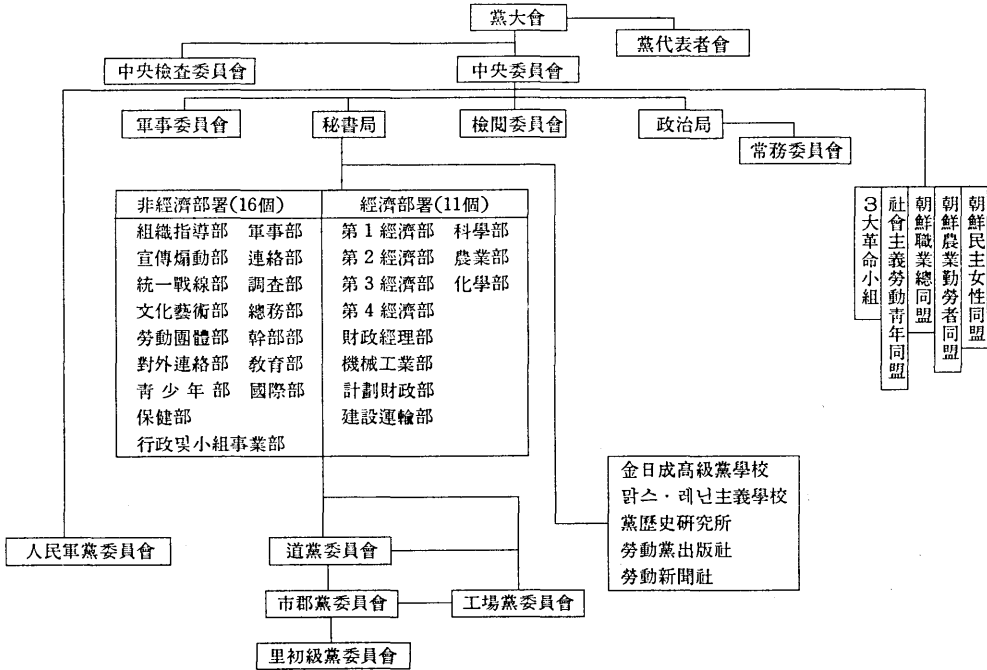 黨大會
黨代表者會
中央檢査委員會
中央委員會
軍事委員會
秘書局
檢閱委員會
政治局
常務委員會
非經濟部署(16個)
組織指導部 軍事部
宣傳煽動部 連絡部
統一戰線部 調査部
文化藝術部 總務部
勞動團體部 幹部部
對外連絡部 敎育部
靑少年部 國際部
保健部
行政및小組事業部
經濟部署(11個)
第1經濟部 科學部
第2經濟部 農業部
第3經濟部 化學部
第4經濟部
財政經理部
機械工業部
計劃財政部
建設運輸部
3大革命小組
社會主義勞動靑年同盟
朝鮮職業總同盟
朝鮮農業勤勞者同盟
朝鮮民主女性同盟
金日成高級黨學校
맑스·레닌主義學校
黨歷史硏究所
勞動黨出版社
勞動新聞社
人民軍黨委員會
道黨委員會
市郡黨委員會
工場黨委員會
里初級黨委員會